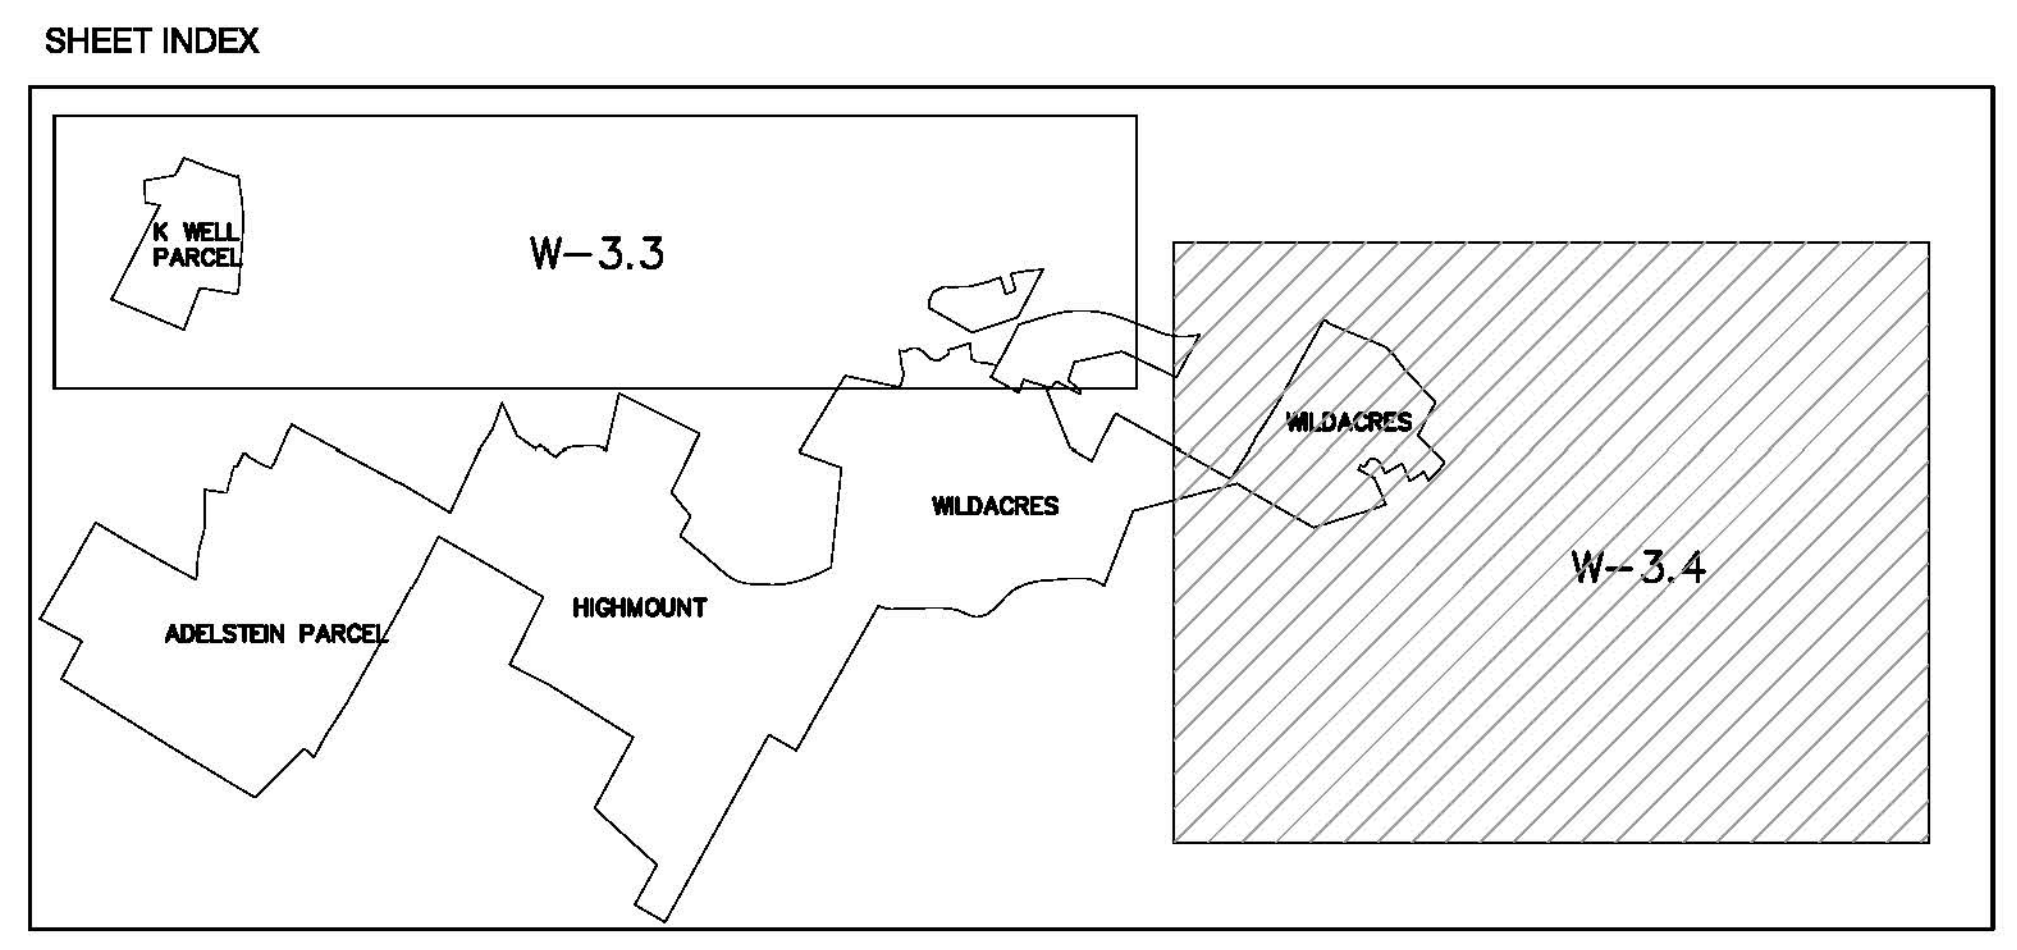 SHEET INDEX
K WELL
PARCEL
W-3.3
WILDACRES
WILDACRES
W-3.4
HIGHMOUNT
ADELSTEIN PARCEL